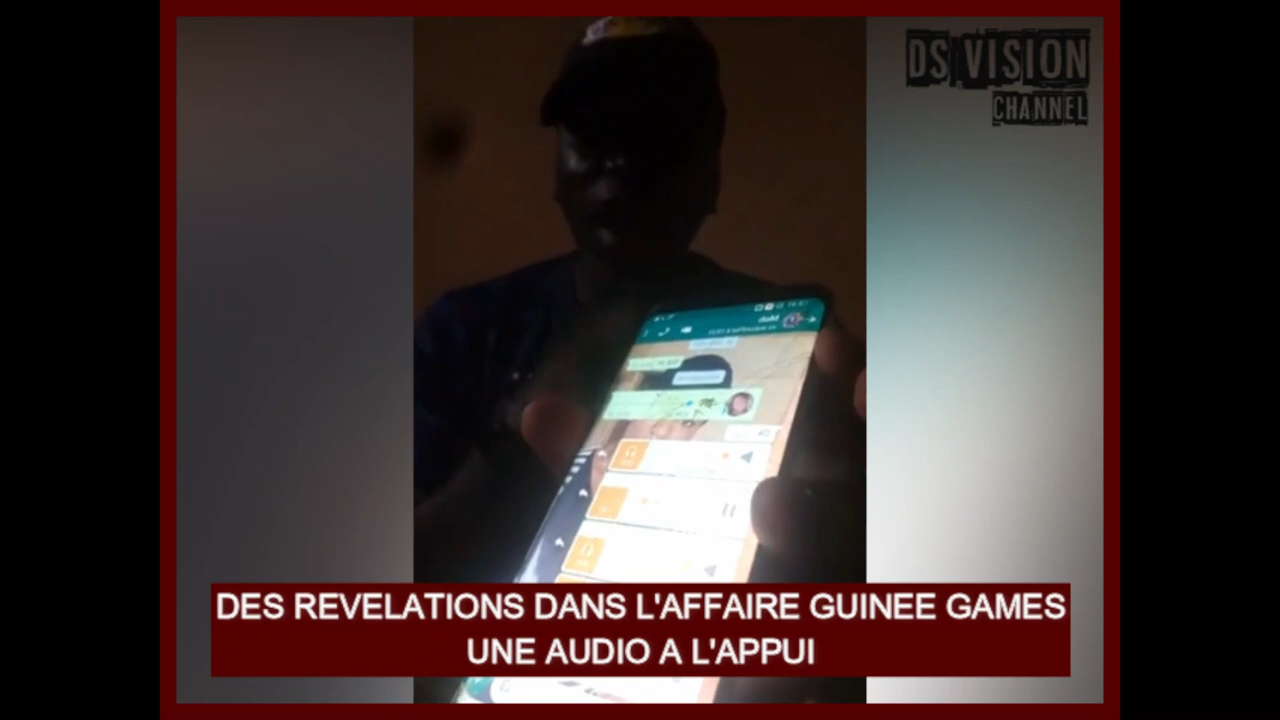 DS VISION
CHANNEL
DES REVELATIONS DANS L'AFFAIRE GUINEE GAMES
UNE AUDIO A L'APPUI